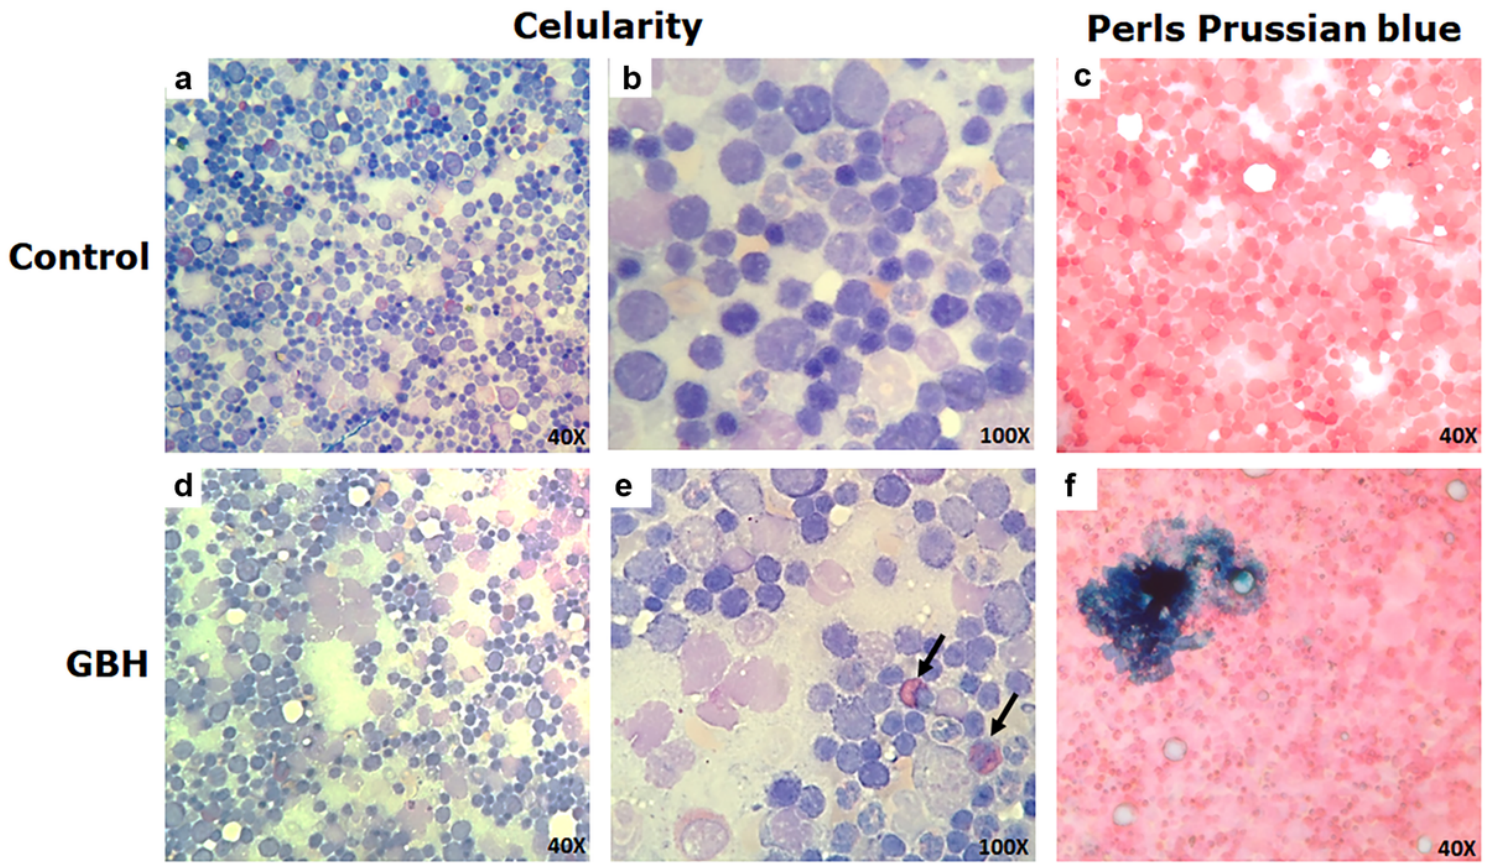 Celularity
Perls Prussian blue
a
b
c
Control
40X
100X
40X
d
e
f
GBH
40X
100X
40X